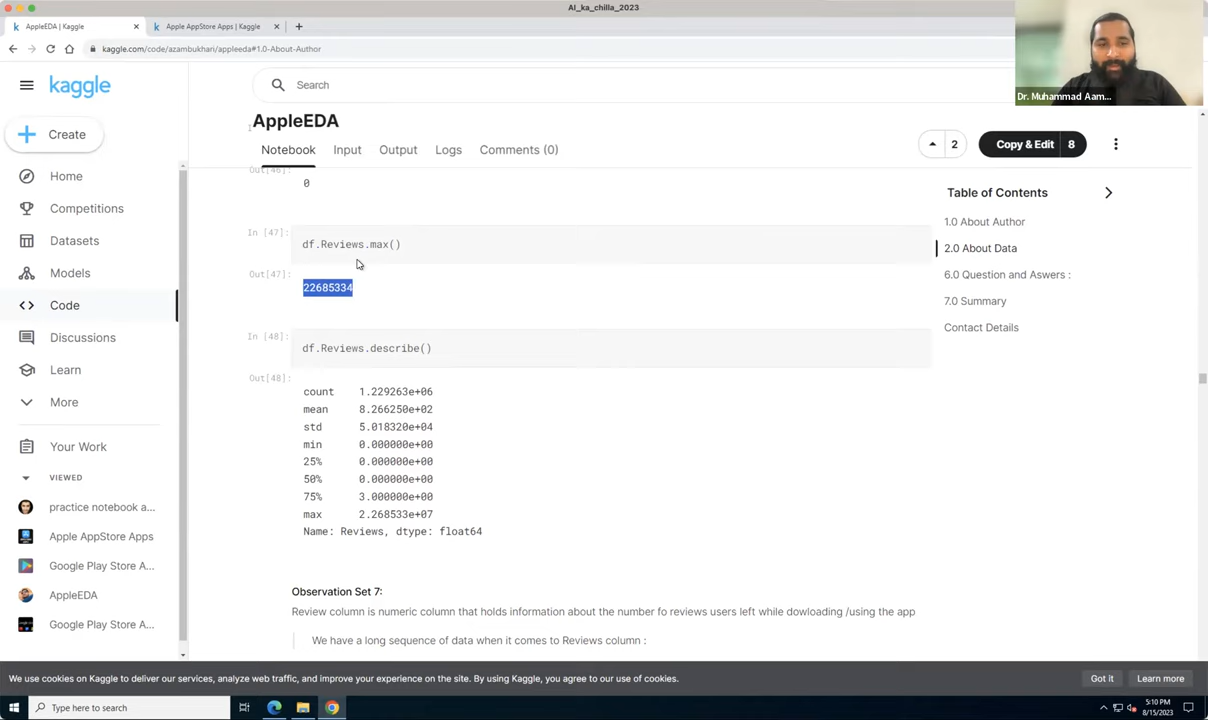 AI_ka_chilla_2023
AppleEDA | Kaggle
Apple AppStore Apps | Kaggle
kaggle.com/code/azambukhari/appleeda#1.0-About-Author
Dr. Muhammad Aam...
kaggle
Search
Create
AppleEDA
Notebook Input Output Logs Comments (0)
2
Copy & Edit 8
Home
Competitions
Datasets
Models
Code
Discussions
Learn
More
Your Work
VIEWED
practice notebook a...
Apple AppStore Apps
Google Play Store A...
AppleEDA
Google Play Store A...
Out[46]:
0
In [47]:
df.Reviews.max()
Out[47]:
22685334
In [48]:
df.Reviews.describe()
Out[48]:
count 1.229263e+06
mean 8.266250e+02
std 5.018320e+04
min 0.000000e+00
25% 0.000000e+00
50% 0.000000e+00
75% 3.000000e+00
max 2.268533e+07
Name: Reviews, dtype: float64
Observation Set 7:
Review column is numeric column that holds information about the number fo reviews users left while dowloading /using the app
We have a long sequence of data when it comes to Reviews column :
Table of Contents
1.0 About Author
2.0 About Data
6.0 Question and Aswers :
7.0 Summary
Contact Details
We use cookies on Kaggle to deliver our services, analyze web traffic, and improve your experience on the site. By using Kaggle, you agree to our use of cookies.
Got it
Learn more
Type here to search
5:10 PM
8/15/2023